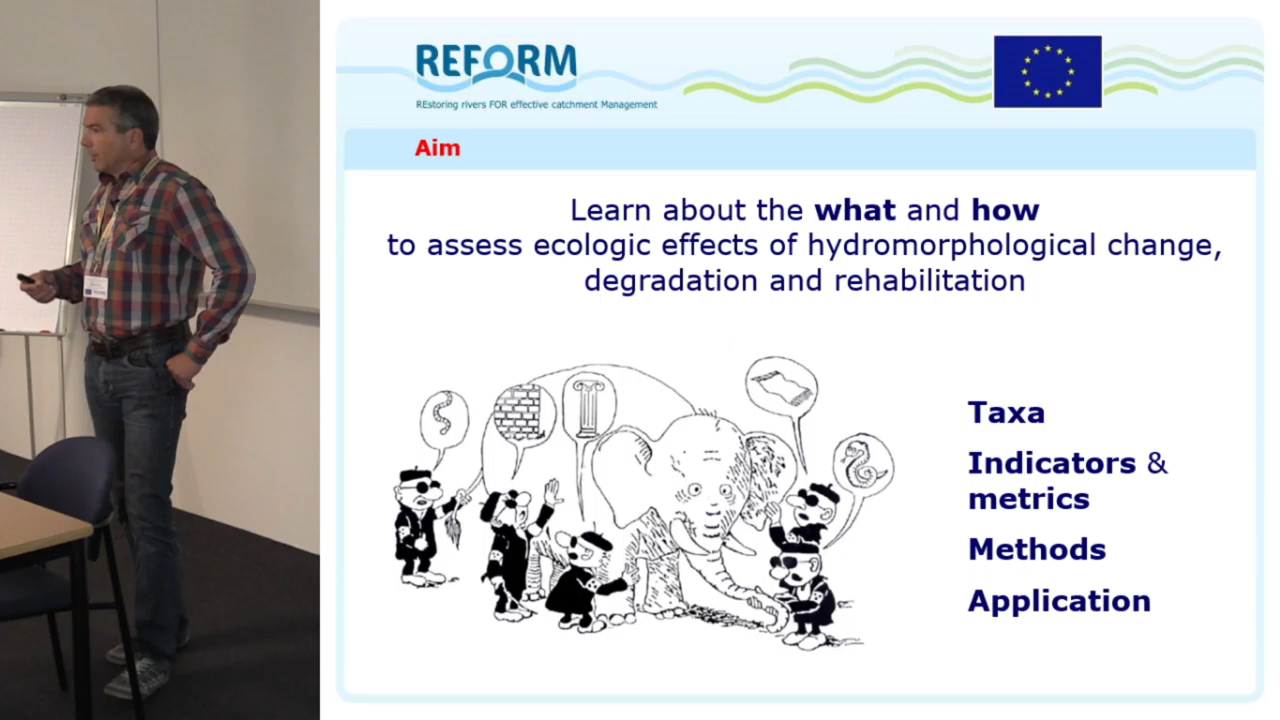 REFORM
REstoring rivers FOR effective catchment Management
Aim
Learn about the what and how
to assess ecologic effects of hydromorphological change,
degradation and rehabilitation
Taxa
Indicators &
metrics
Methods
Application